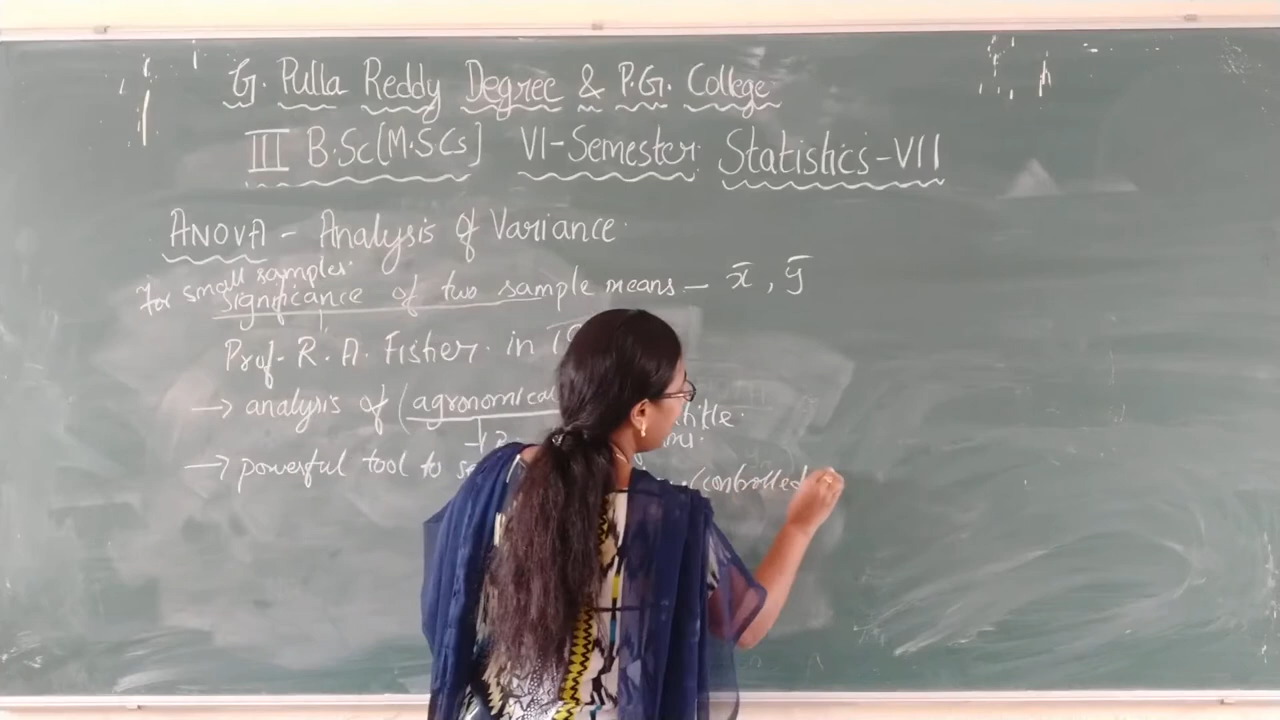 G. Pulla Reddy Degree & P.G. College
III B.Sc[M.S.Cs] VI-Semester Statistics-VII
ANOVA - Analysis of Variance
for small samples
significance of two sample means - x̄, ȳ
Prof. R. A. Fisher. in
→ analysis of (agronomical
→ powerful tool to (controlled